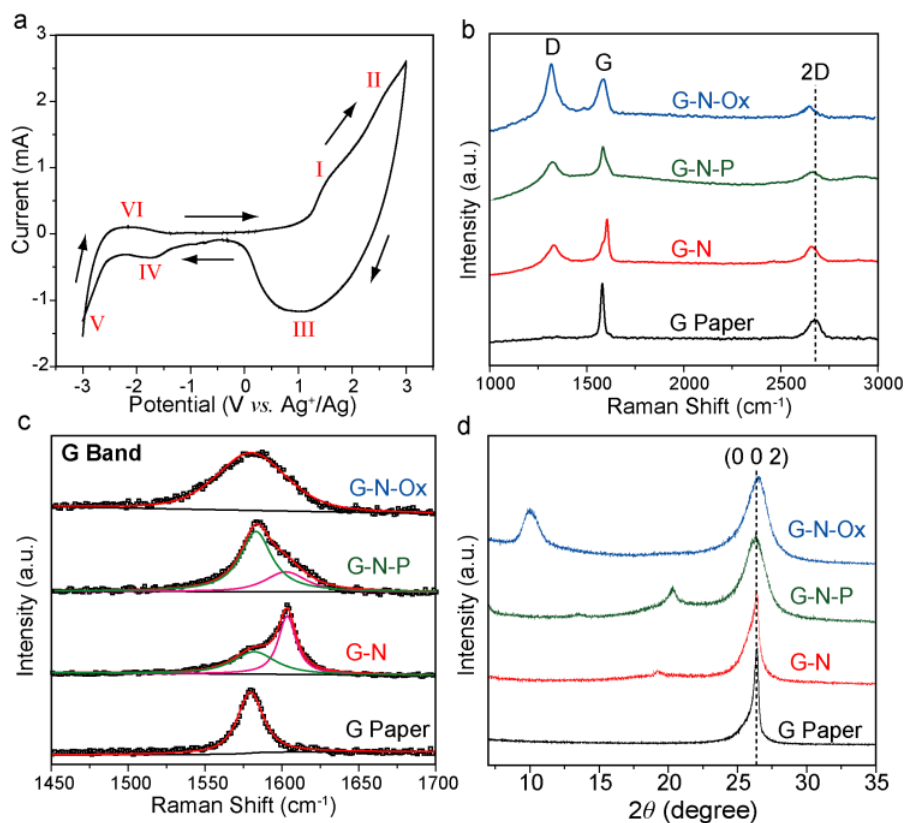 a
3
2
1
0
-1
-2
Current (mA)
I
II
III
IV
V
VI
-3 -2 -1 0 1 2 3
Potential (V vs. Ag⁺/Ag)
b
D
G
2D
G-N-Ox
G-N-P
G-N
G Paper
Intensity (a.u.)
1000 1500 2000 2500 3000
Raman Shift (cm⁻¹)
c
G Band
G-N-Ox
G-N-P
G-N
G Paper
Intensity (a.u.)
1450 1500 1550 1600 1650 1700
Raman Shift (cm⁻¹)
d
(0 0 2)
G-N-Ox
G-N-P
G-N
G Paper
Intensity (a.u.)
10 15 20 25 30 35
2θ (degree)